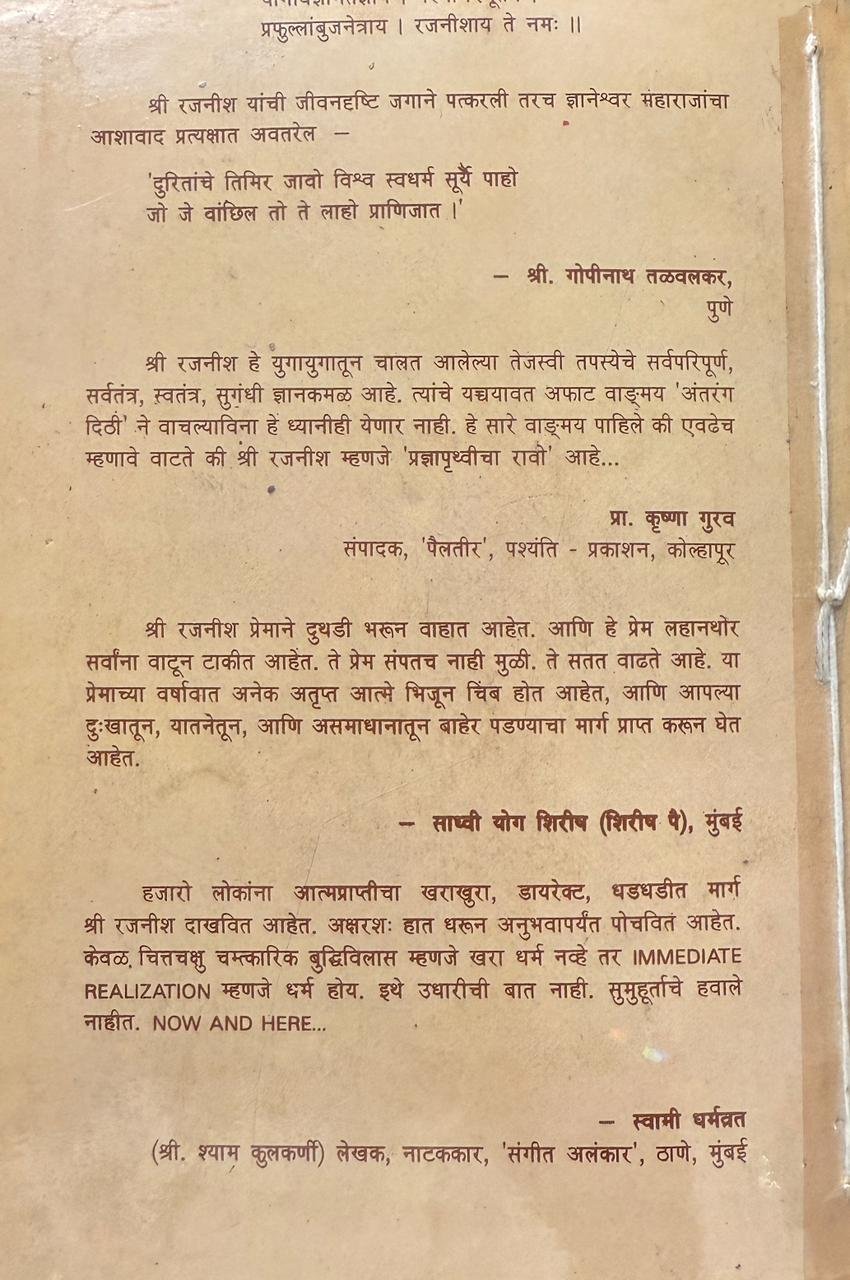 प्रफुल्लांबुजनेत्राय । रजनीशाय ते नमः ॥
श्री रजनीश यांची जीवनदृष्टि जगाने पत्करली तरच ज्ञानेश्वर महाराजांचा
आशावाद प्रत्यक्षात अवतरेल –
'दुरितांचे तिमिर जावो विश्व स्वधर्म सूर्यै पाहो
जो जे वांछिल तो ते लाहो प्राणिजात ।'
– श्री. गोपीनाथ तळवलकर,
पुणे
श्री रजनीश हे युगायुगातून चालत आलेल्या तेजस्वी तपस्येचे सर्वपरिपूर्ण,
सर्वतंत्र, स्वतंत्र, सुगंधी ज्ञानकमळ आहे. त्यांचे यच्चयावत अफाट वाङ्‌मय 'अंतरंग
दिठी' ने वाचल्याविना हे ध्यानीही येणार नाही. हे सारे वाङ्‌मय पाहिले की एवढेच
म्हणावे वाटते की श्री रजनीश म्हणजे 'प्रज्ञापृथ्वीचा रावो' आहे...
प्रा. कृष्णा गुरव
संपादक, 'पैलतीर', पश्यंति - प्रकाशन, कोल्हापूर
श्री रजनीश प्रेमाने दुथडी भरून वाहात आहेत. आणि हे प्रेम लहानथोर
सर्वांना वाटून टाकीत आहेत. ते प्रेम संपतच नाही मुळी. ते सतत वाढते आहे. या
प्रेमाच्या वर्षावात अनेक अतृप्त आत्मे भिजून चिंब होत आहेत, आणि आपल्या
दुःखातून, यातनेतून, आणि असमाधानातून बाहेर पडण्याचा मार्ग प्राप्त करून घेत
आहेत.
– साध्वी योग शिरीष (शिरीष पै), मुंबई
हजारो लोकांना आत्मप्राप्तीचा खराखुरा, डायरेक्ट, धडधडीत मार्ग
श्री रजनीश दाखवित आहेत. अक्षरशः हात धरून अनुभवापर्यंत पोचवित आहेत.
केवळ चित्तचक्षु चमत्कारिक बुद्धिविलास म्हणजे खरा धर्म नव्हे तर IMMEDIATE
REALIZATION म्हणजे धर्म होय. इथे उधारीची बात नाही. सुमुहूर्ताचे हवाले
नाहीत. NOW AND HERE...
– स्वामी धर्मव्रत
(श्री. श्याम कुलकर्णी) लेखक, नाटककार, 'संगीत अलंकार', ठाणे, मुंबई